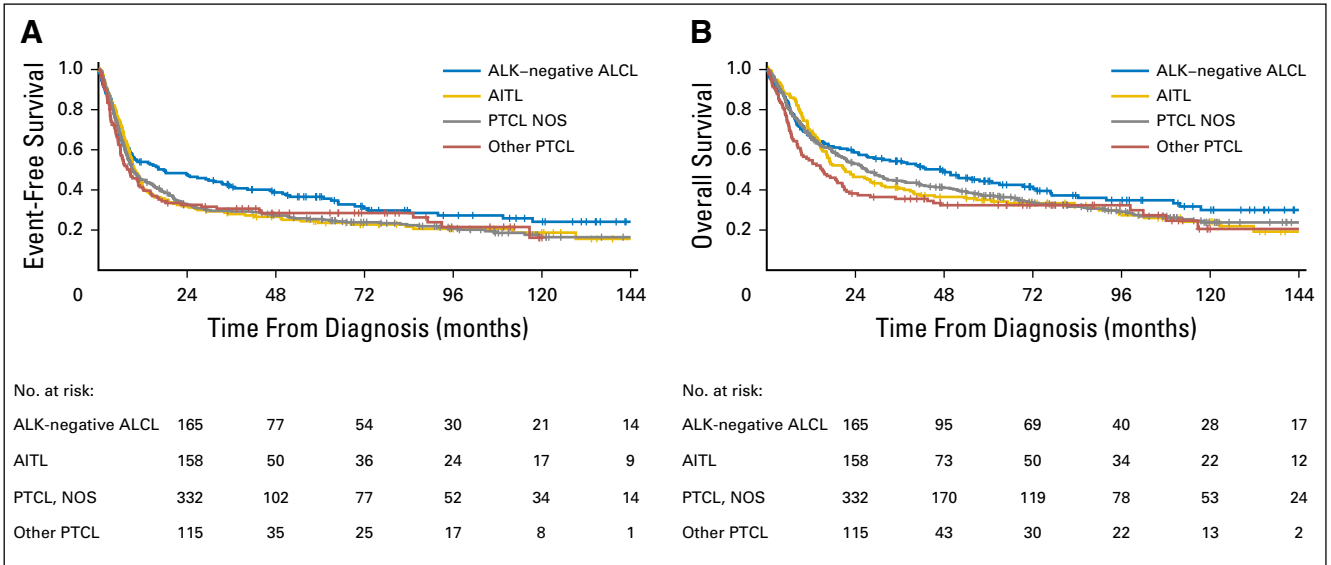 A
Event-Free Survival
1.0
0.8
0.6
0.4
0.2
0
24
48
72
96
120
144
Time From Diagnosis (months)
ALK–negative ALCL
AITL
PTCL NOS
Other PTCL
No. at risk:
ALK-negative ALCL 165 77 54 30 21 14
AITL 158 50 36 24 17 9
PTCL, NOS 332 102 77 52 34 14
Other PTCL 115 35 25 17 8 1
B
Overall Survival
1.0
0.8
0.6
0.4
0.2
0
24
48
72
96
120
144
Time From Diagnosis (months)
ALK–negative ALCL
AITL
PTCL NOS
Other PTCL
No. at risk:
ALK-negative ALCL 165 95 69 40 28 17
AITL 158 73 50 34 22 12
PTCL, NOS 332 170 119 78 53 24
Other PTCL 115 43 30 22 13 2